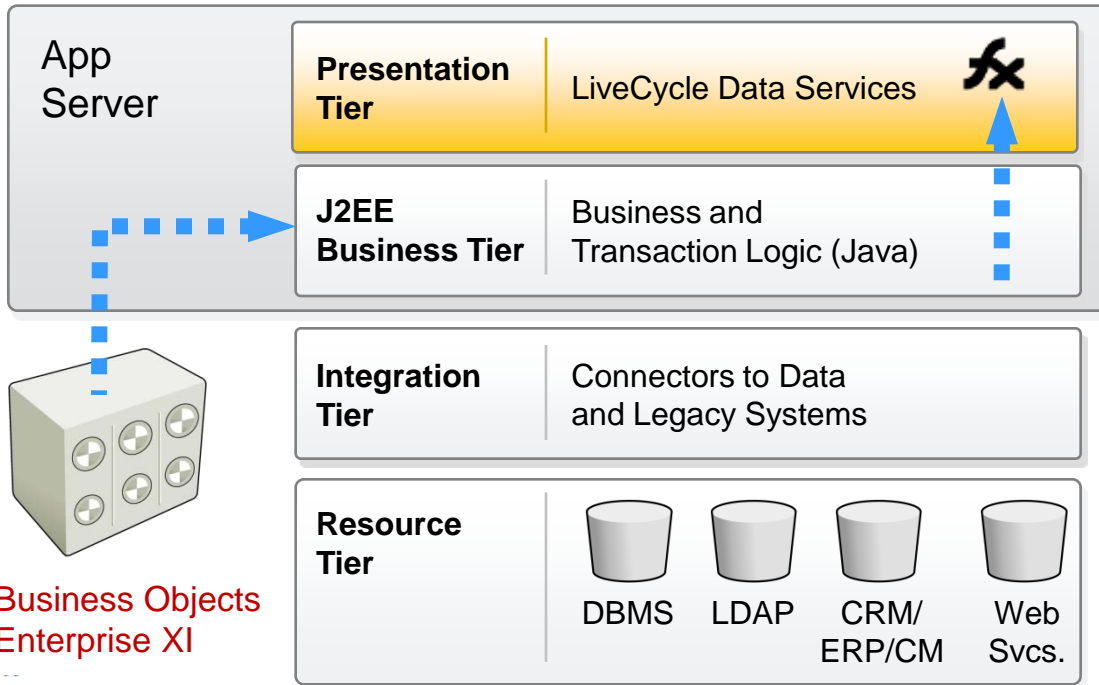 App
Server
Presentation
Tier
LiveCycle Data Services
fx
J2EE
Business Tier
Business and
Transaction Logic (Java)
Integration
Tier
Connectors to Data
and Legacy Systems
Resource
Tier
DBMS
LDAP
CRM/
ERP/CM
Web
Svcs.
Business Objects
Enterprise XI